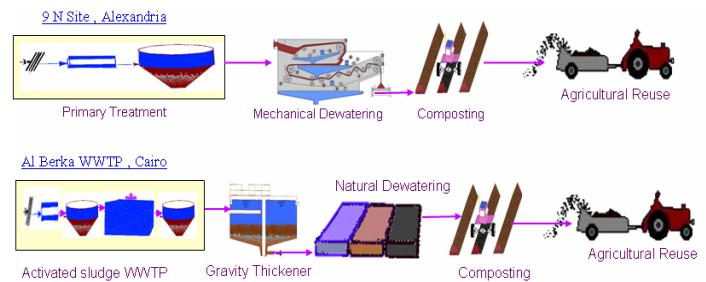 9 N Site , Alexandria
Primary Treatment
Mechanical Dewatering
Composting
Agricultural Reuse
Al Berka WWTP , Cairo
Natural Dewatering
Activated sludge WWTP
Gravity Thickener
Composting
Agricultural Reuse